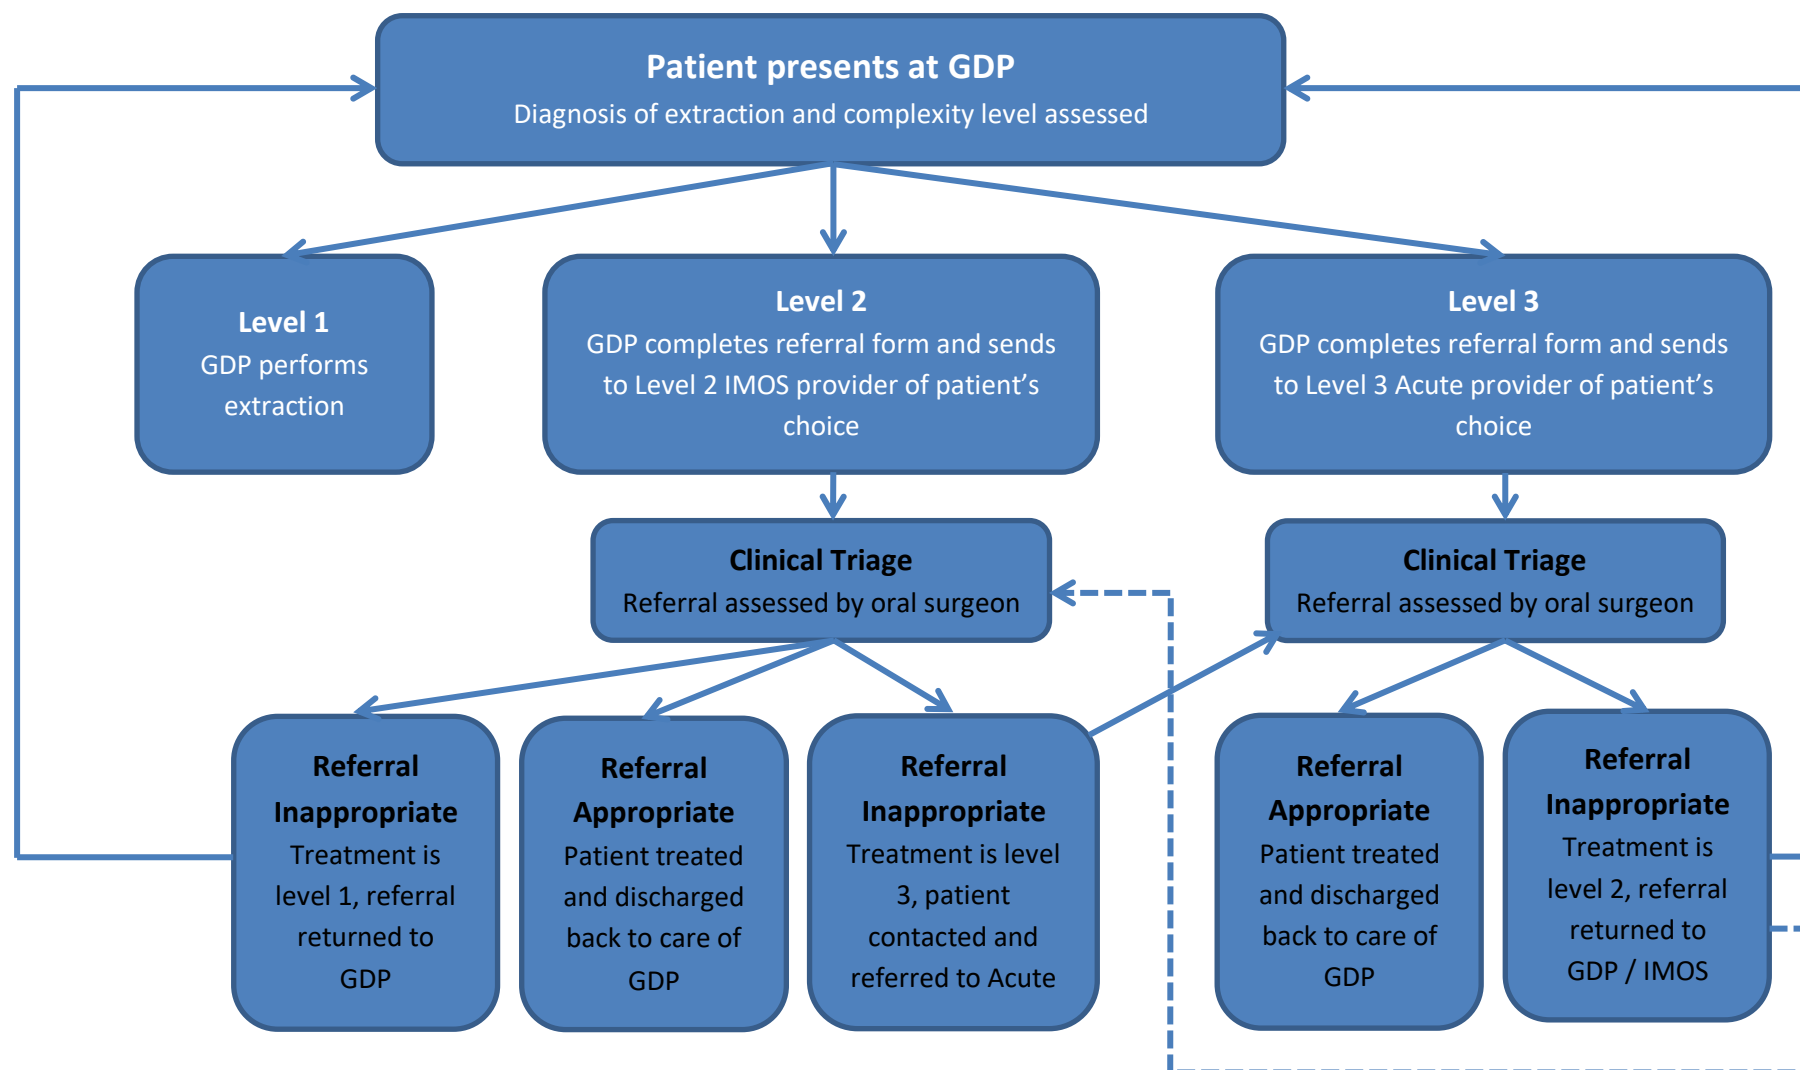 Patient presents at GDP
Diagnosis of extraction and complexity level assessed
Level 1
GDP performs
extraction
Level 2
GDP completes referral form and sends
to Level 2 IMOS provider of patient’s
choice
Level 3
GDP completes referral form and sends
to Level 3 Acute provider of patient’s
choice
Clinical Triage
Referral assessed by oral surgeon
Clinical Triage
Referral assessed by oral surgeon
Referral
Inappropriate
Treatment is
level 1, referral
returned to
GDP
Referral
Appropriate
Patient treated
and discharged
back to care of
GDP
Referral
Inappropriate
Treatment is level
3, patient
contacted and
referred to Acute
Referral
Appropriate
Patient treated
and discharged
back to care of
GDP
Referral
Inappropriate
Treatment is
level 2, referral
returned to
GDP / IMOS